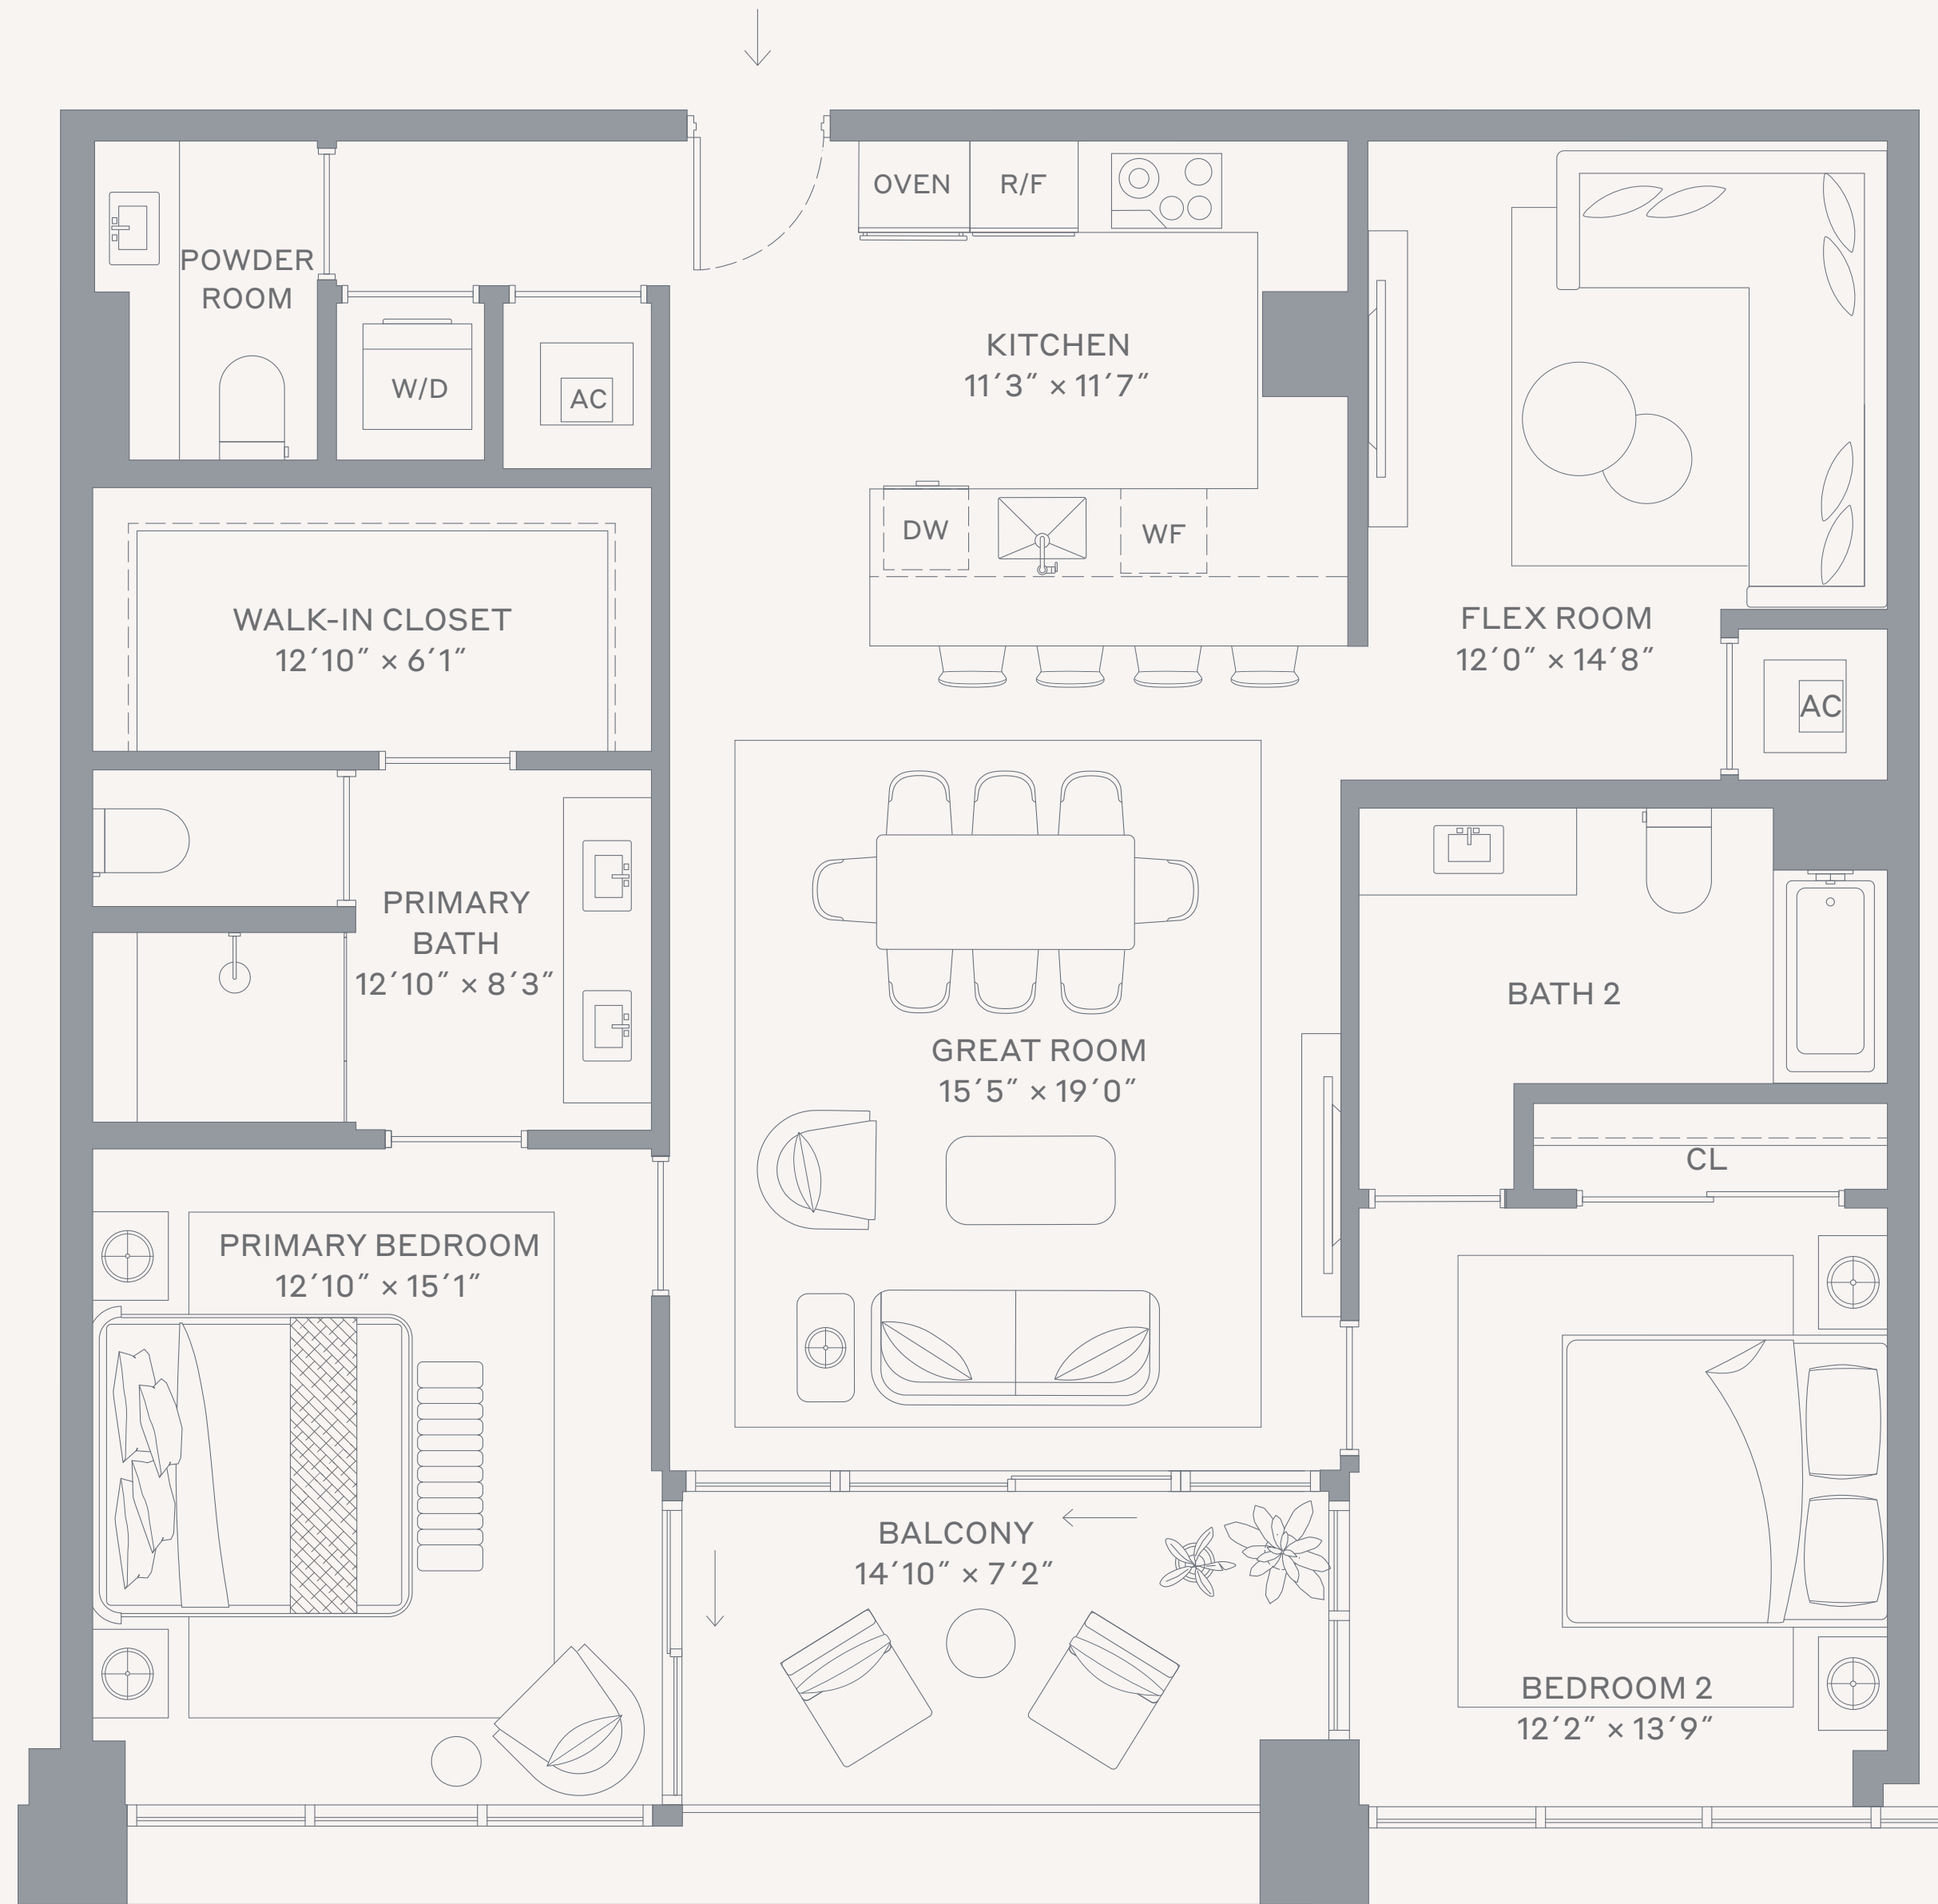 OVEN
R/F
POWDER
ROOM
W/D
AC
KITCHEN
11´3˝ × 11´7˝
DW
WF
WALK-IN CLOSET
12´10˝ × 6´1˝
FLEX ROOM
12´0˝ × 14´8˝
AC
PRIMARY
BATH
12´10˝ × 8´3˝
BATH 2
GREAT ROOM
15´5˝ × 19´0˝
CL
PRIMARY BEDROOM
12´10˝ × 15´1˝
BALCONY
14´10˝ × 7´2˝
BEDROOM 2
12´2˝ × 13´9˝